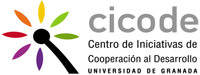 cicode
Centro de Iniciativas de
Cooperación al Desarrollo
UNIVERSIDAD DE GRANADA